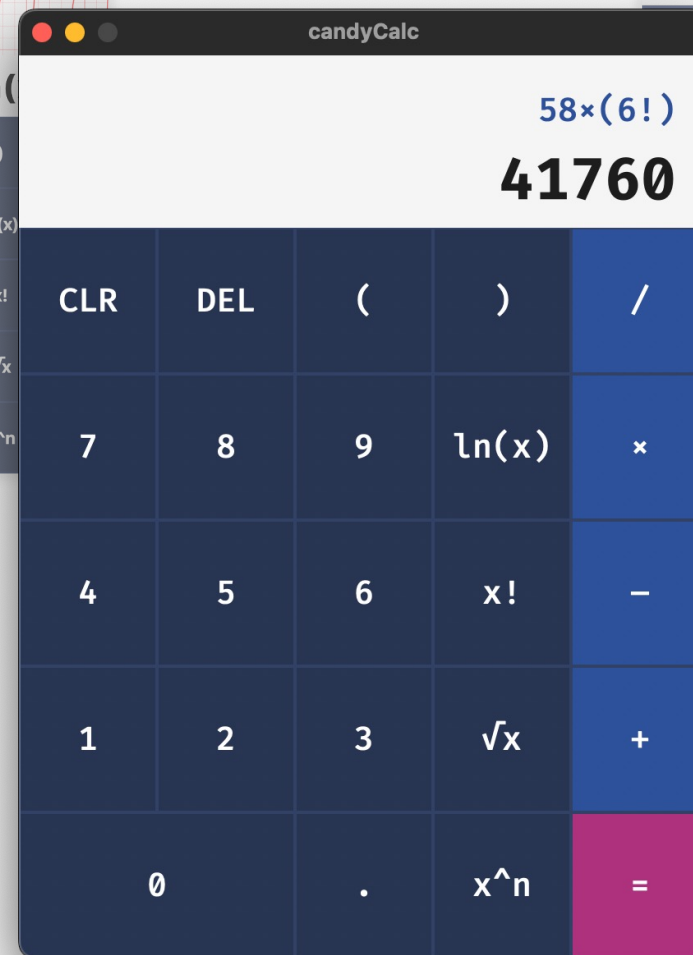 candyCalc
58×(6!)
41760
CLR DEL ( ) /
7 8 9 ln(x) ×
4 5 6 x! −
1 2 3 √x +
0 . x^n =